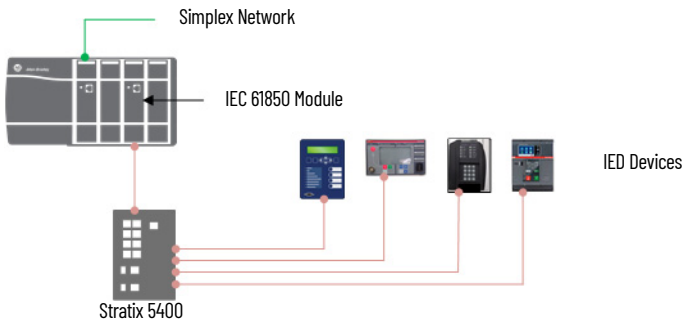 Simplex Network
IEC 61850 Module
IED Devices
Stratix 5400